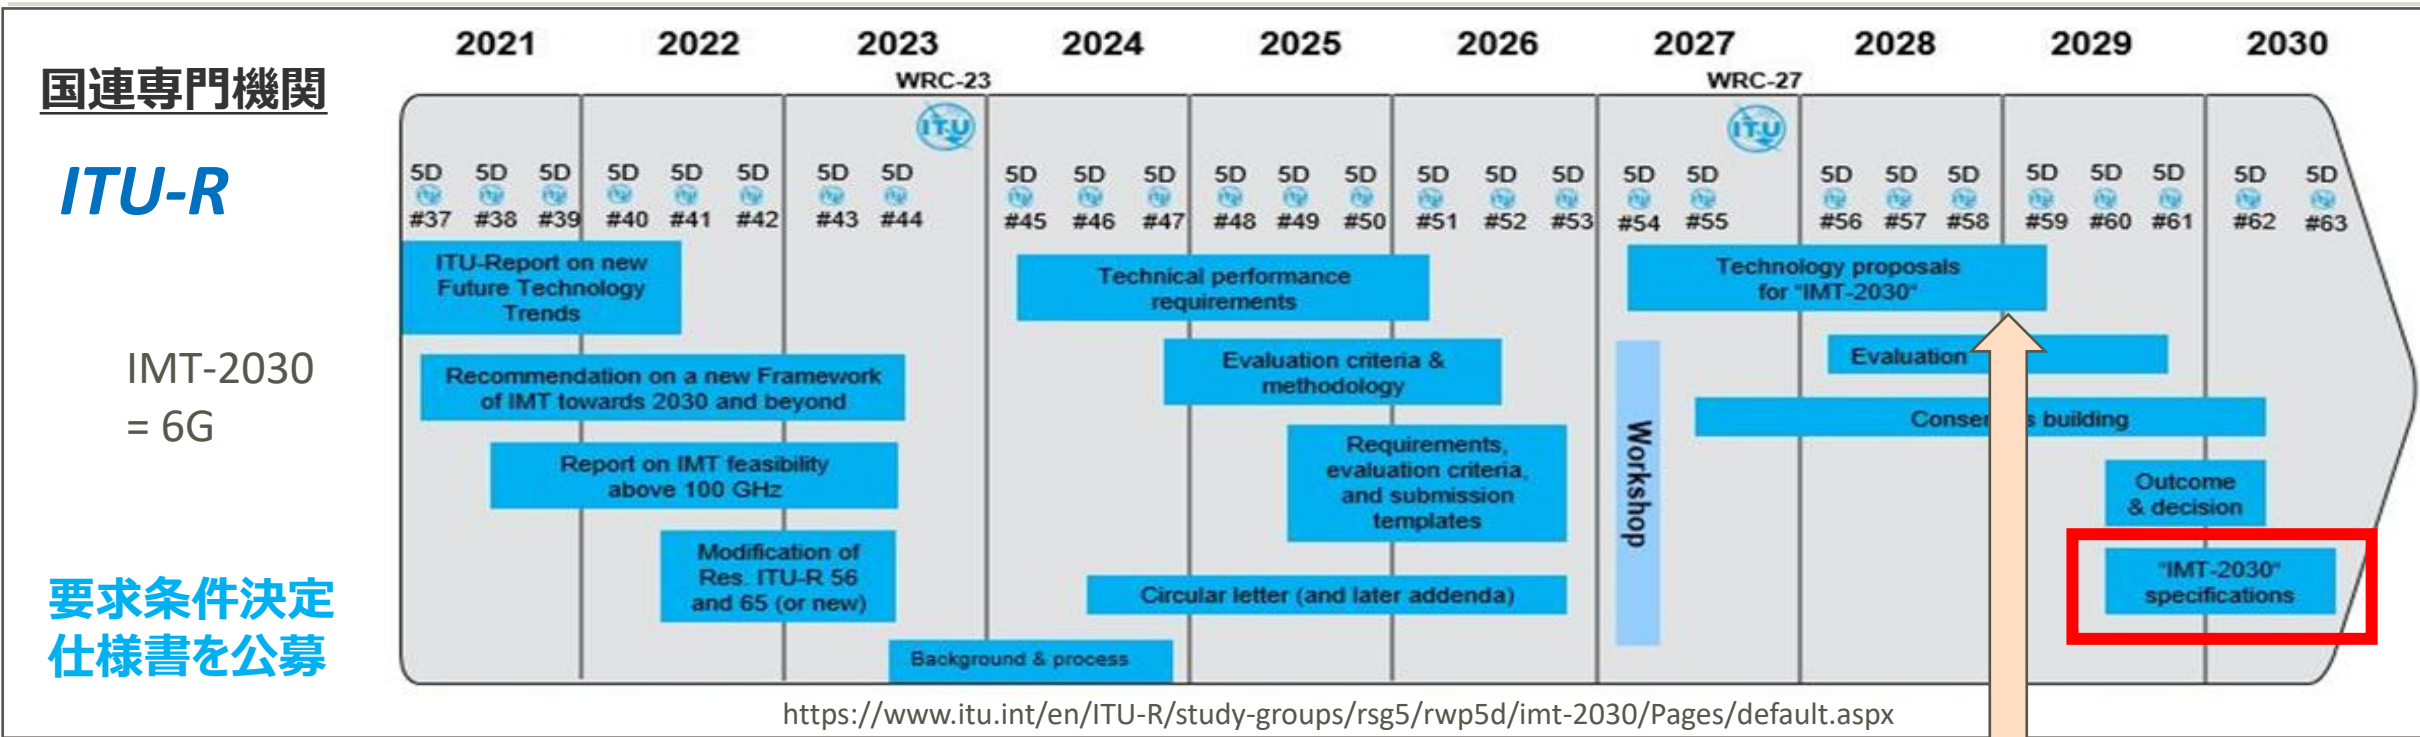 2021 2022 2023 2024 2025 2026 2027 2028 2029 2030
WRC-23 WRC-27
国連専門機関
ITU-R
IMT-2030
= 6G
要求条件決定
仕様書を公募
ITU ITU
5D 5D 5D 5D 5D 5D 5D 5D 5D 5D 5D 5D 5D 5D 5D 5D 5D 5D 5D 5D 5D 5D 5D 5D 5D 5D 5D
#37 #38 #39 #40 #41 #42 #43 #44 #45 #46 #47 #48 #49 #50 #51 #52 #53 #54 #55 #56 #57 #58 #59 #60 #61 #62 #63
ITU-Report on new
Future Technology
Trends
Recommendation on a new Framework
of IMT towards 2030 and beyond
Report on IMT feasibility
above 100 GHz
Modification of
Res. ITU-R 56
and 65 (or new)
Background & process
Technical performance
requirements
Evaluation criteria &
methodology
Requirements,
evaluation criteria,
and submission
templates
Circular letter (and later addenda)
Workshop
Technology proposals
for "IMT-2030"
Evaluation
building
Outcome
& decision
"IMT-2030"
specifications
https://www.itu.int/en/ITU-R/study-groups/rsg5/rwp5d/imt-2030/Pages/default.aspx